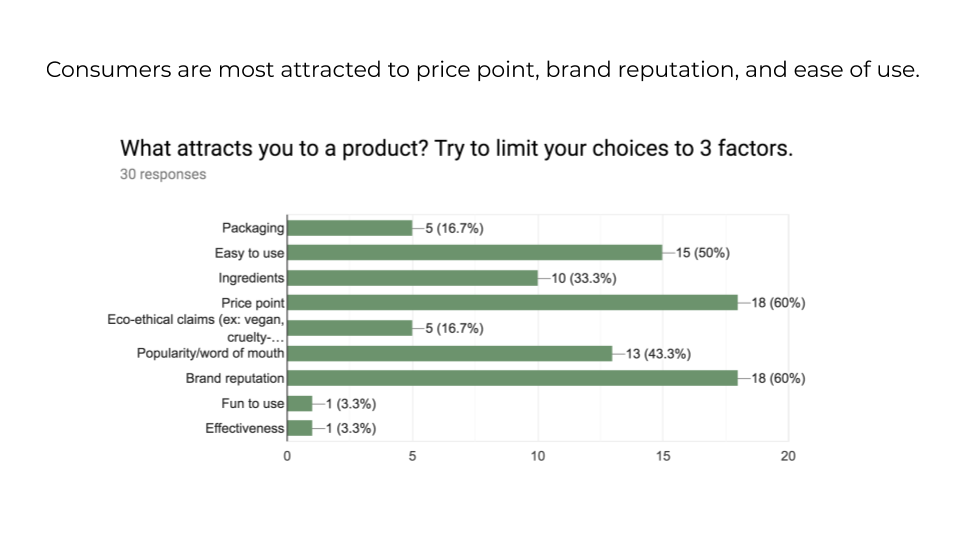 Consumers are most attracted to price point, brand reputation, and ease of use.
What attracts you to a product? Try to limit your choices to 3 factors.
30 responses
Packaging 5 (16.7%)
Easy to use 15 (50%)
Ingredients 10 (33.3%)
Price point 18 (60%)
Eco-ethical claims (ex: vegan,
cruelty-... 5 (16.7%)
Popularity/word of mouth 13 (43.3%)
Brand reputation 18 (60%)
Fun to use 1 (3.3%)
Effectiveness 1 (3.3%)
0 5 10 15 20